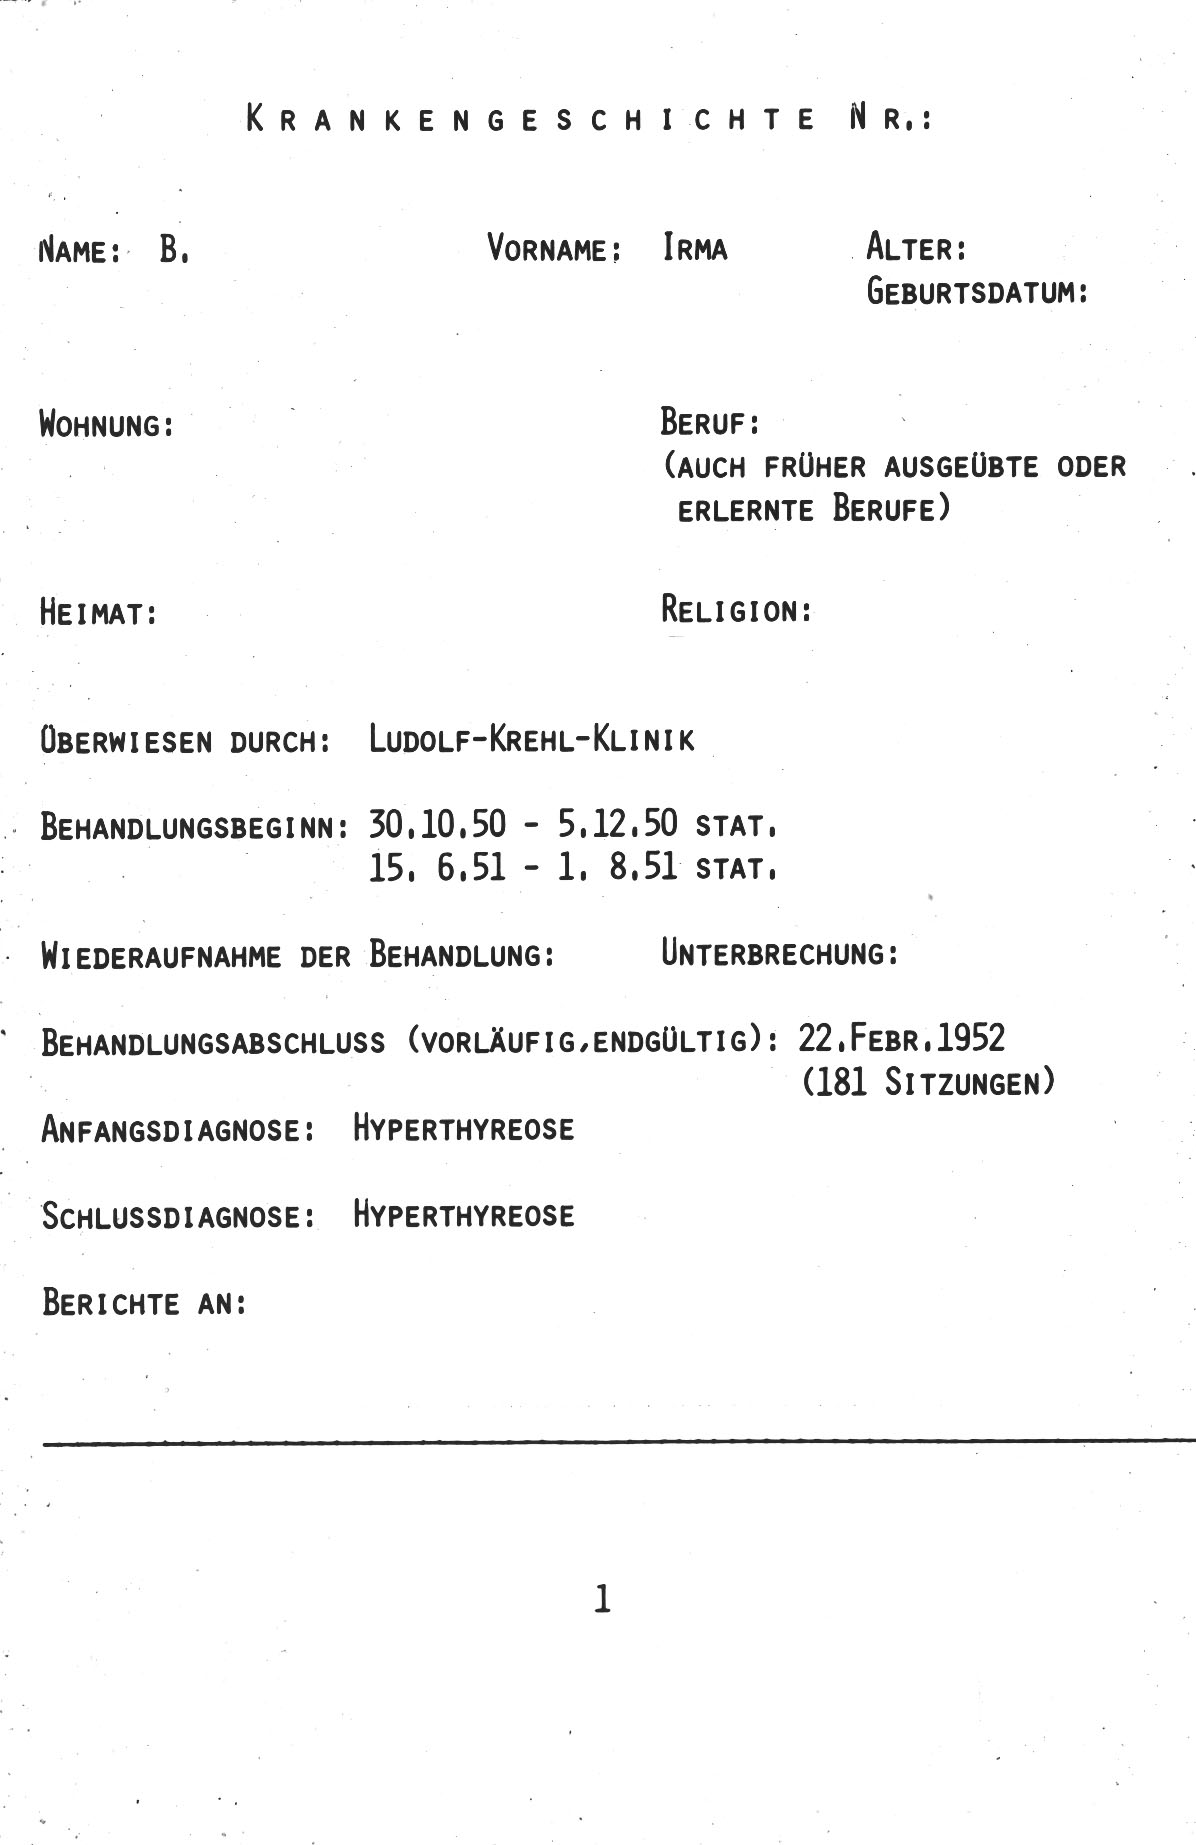 Krankengeschichte Nr.:
Name: B. Vorname: Irma Alter:
Geburtsdatum:
Wohnung: Beruf:
(auch früher ausgeübte oder
erlernte Berufe)
Heimat: Religion:
Überwiesen durch: Ludolf-Krehl-Klinik
Behandlungsbeginn: 30.10.50 - 5.12.50 stat.
15. 6.51 - 1. 8.51 stat.
Wiederaufnahme der Behandlung: Unterbrechung:
Behandlungsabschluss (vorläufig,endgültig): 22.Febr.1952
(181 Sitzungen)
Anfangsdiagnose: Hyperthyreose
Schlussdiagnose: Hyperthyreose
Berichte an:
1